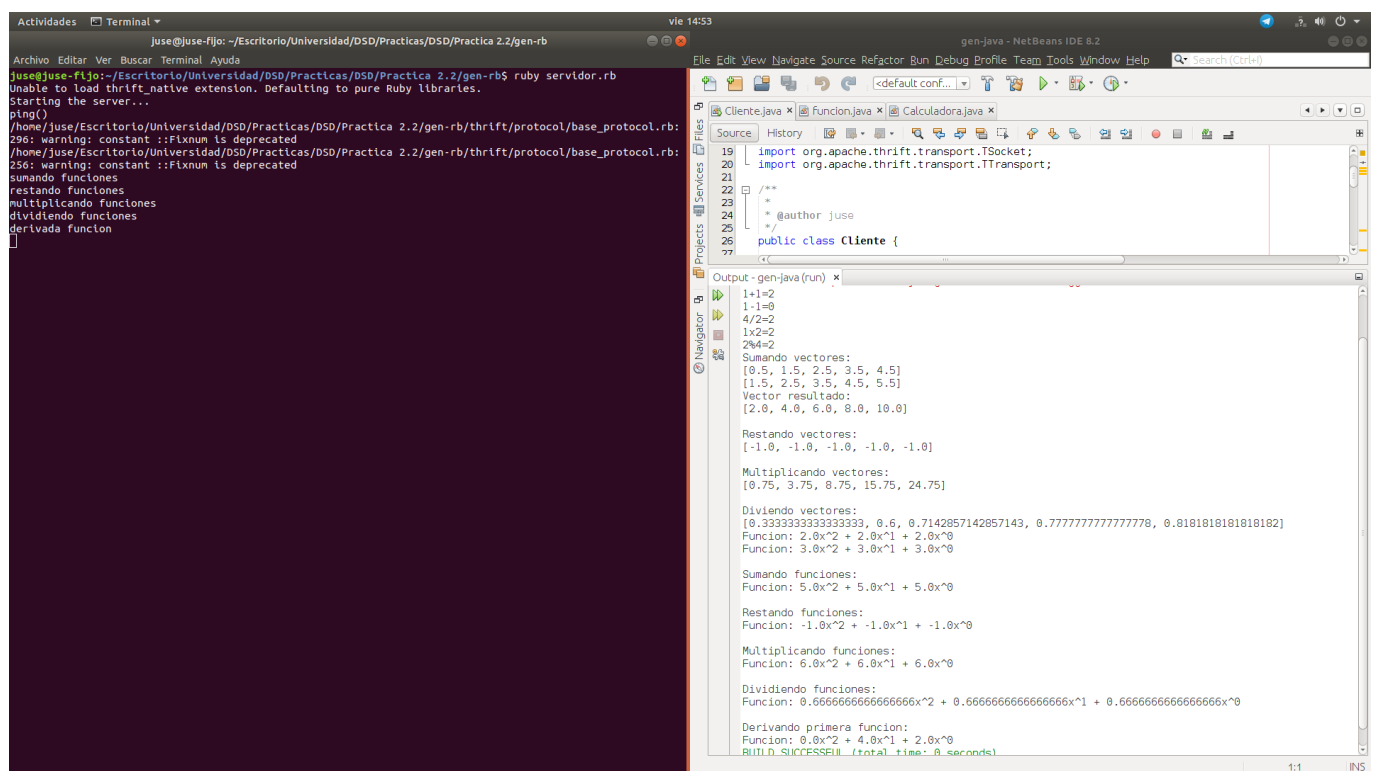 Actividades Terminal vie 14:53
juse@juse-fijo: ~/Escritorio/Universidad/DSD/Practicas/DSD/Practica 2.2/gen-rb
Archivo Editar Ver Buscar Terminal Ayuda
juse@juse-fijo:~/Escritorio/Universidad/DSD/Practicas/DSD/Practica 2.2/gen-rb$ ruby servidor.rb
Unable to load thrift_native extension. Defaulting to pure Ruby libraries.
Starting the server...
ping()
/home/juse/Escritorio/Universidad/DSD/Practicas/DSD/Practica 2.2/gen-rb/thrift/protocol/base_protocol.rb:
296: warning: constant ::Fixnum is deprecated
/home/juse/Escritorio/Universidad/DSD/Practicas/DSD/Practica 2.2/gen-rb/thrift/protocol/base_protocol.rb:
256: warning: constant ::Fixnum is deprecated
sumando funciones
restando funciones
multiplicando funciones
dividiendo funciones
derivada funcion
gen-java - NetBeans IDE 8.2
File Edit View Navigate Source Refactor Run Debug Profile Team Tools Window Help
Search (Ctrl+I)
<default conf...
Cliente.java funcion.java Calculadora.java
Source History
Files
Services
Projects
Navigator
19 import org.apache.thrift.transport.TSocket;
20 import org.apache.thrift.transport.TTransport;
21
22 /**
23 *
24 * @author juse
25 */
26 public class Cliente {
27
Output - gen-java (run)
1+1=2
1-1=0
4/2=2
1x2=2
2%4=2
Sumando vectores:
[0.5, 1.5, 2.5, 3.5, 4.5]
[1.5, 2.5, 3.5, 4.5, 5.5]
Vector resultado:
[2.0, 4.0, 6.0, 8.0, 10.0]
Restando vectores:
[-1.0, -1.0, -1.0, -1.0, -1.0]
Multiplicando vectores:
[0.75, 3.75, 8.75, 15.75, 24.75]
Diviendo vectores:
[0.3333333333333333, 0.6, 0.7142857142857143, 0.7777777777777778, 0.8181818181818182]
Funcion: 2.0x^2 + 2.0x^1 + 2.0x^0
Funcion: 3.0x^2 + 3.0x^1 + 3.0x^0
Sumando funciones:
Funcion: 5.0x^2 + 5.0x^1 + 5.0x^0
Restando funciones:
Funcion: -1.0x^2 + -1.0x^1 + -1.0x^0
Multiplicando funciones:
Funcion: 6.0x^2 + 6.0x^1 + 6.0x^0
Dividiendo funciones:
Funcion: 0.6666666666666666x^2 + 0.6666666666666666x^1 + 0.6666666666666666x^0
Derivando primera funcion:
Funcion: 0.0x^2 + 4.0x^1 + 2.0x^0
BUILD SUCCESSFUL (total time: 0 seconds)
1:1 INS